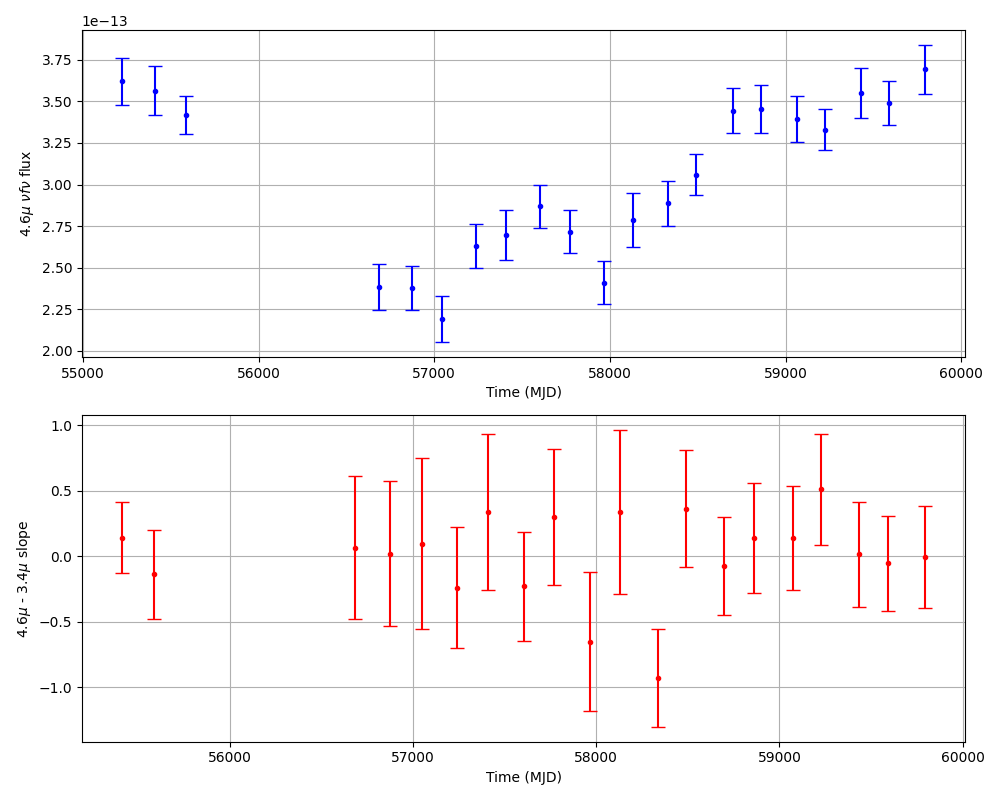 1e−13
3.75
3.50
3.25
3.00
2.75
2.50
2.25
2.00
4.6μ νfν flux
55000 56000 57000 58000 59000 60000
Time (MJD)
1.0
0.5
0.0
−0.5
−1.0
4.6μ - 3.4μ slope
56000 57000 58000 59000 60000
Time (MJD)